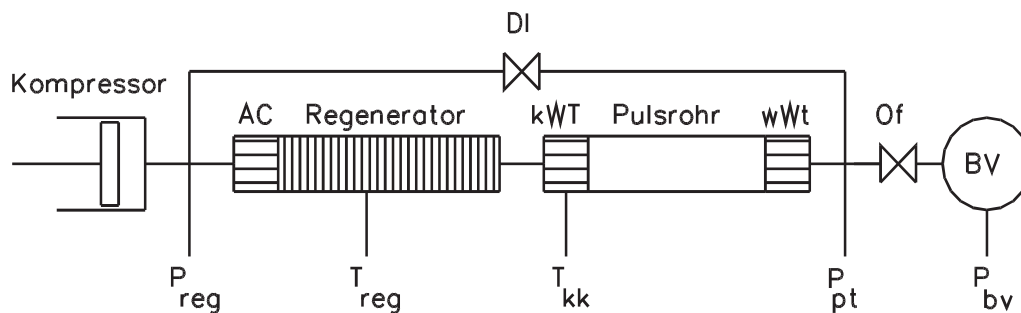 DI
Kompressor
AC Regenerator kWT Pulsrohr wWt Of
BV
P reg
T reg
T kk
P pt
P bv